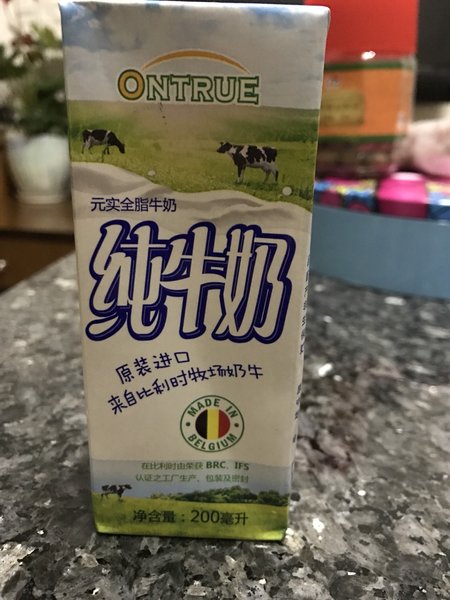 ONTRUE
元实全脂牛奶
纯牛奶
原装进口
来自比利时牧场奶牛
MADE IN
BELGIUM
在比利时由荣获 BRC、IFS
认证之工厂生产、包装及密封
净含量：200毫升